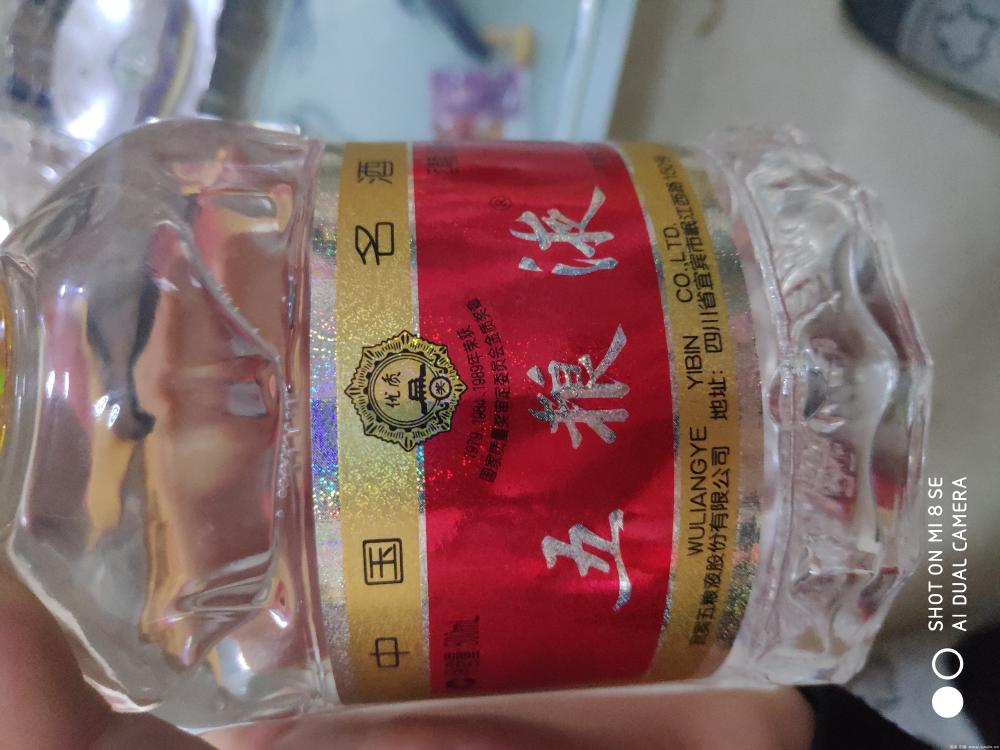 中国名酒
优质
奖
1979.1984.1989年荣获
国家质量奖审定委员会金质奖章
五粮液
®
WULIANGYE YIBIN CO.,LTD.
宜宾五粮液股份有限公司 地址：四川省宜宾市岷江西路150号
SHOT ON MI 8 SE
AI DUAL CAMERA